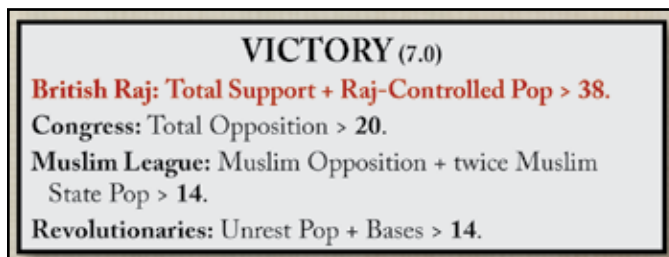 VICTORY (7.0)
British Raj: Total Support + Raj-Controlled Pop > 38.
Congress: Total Opposition > 20.
Muslim League: Muslim Opposition + twice Muslim
State Pop > 14.
Revolutionaries: Unrest Pop + Bases > 14.